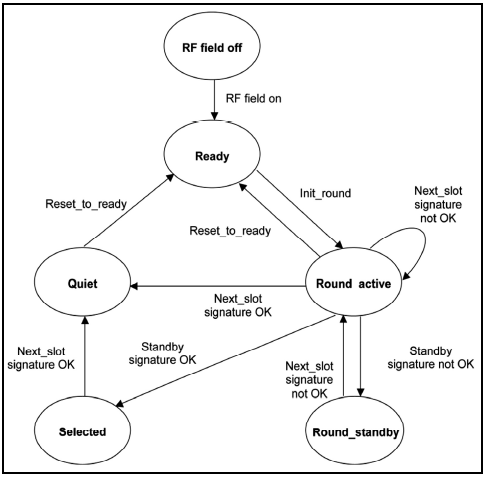 RF field off
RF field on
Ready
Init_round
Next_slot
signature
not OK
Reset_to_ready
Reset_to_ready
Quiet
Round active
Next_slot
signature OK
Next_slot
signature OK
Standby
signature OK
Next_slot
signature
not OK
Standby
signature not OK
Selected
Round_standby